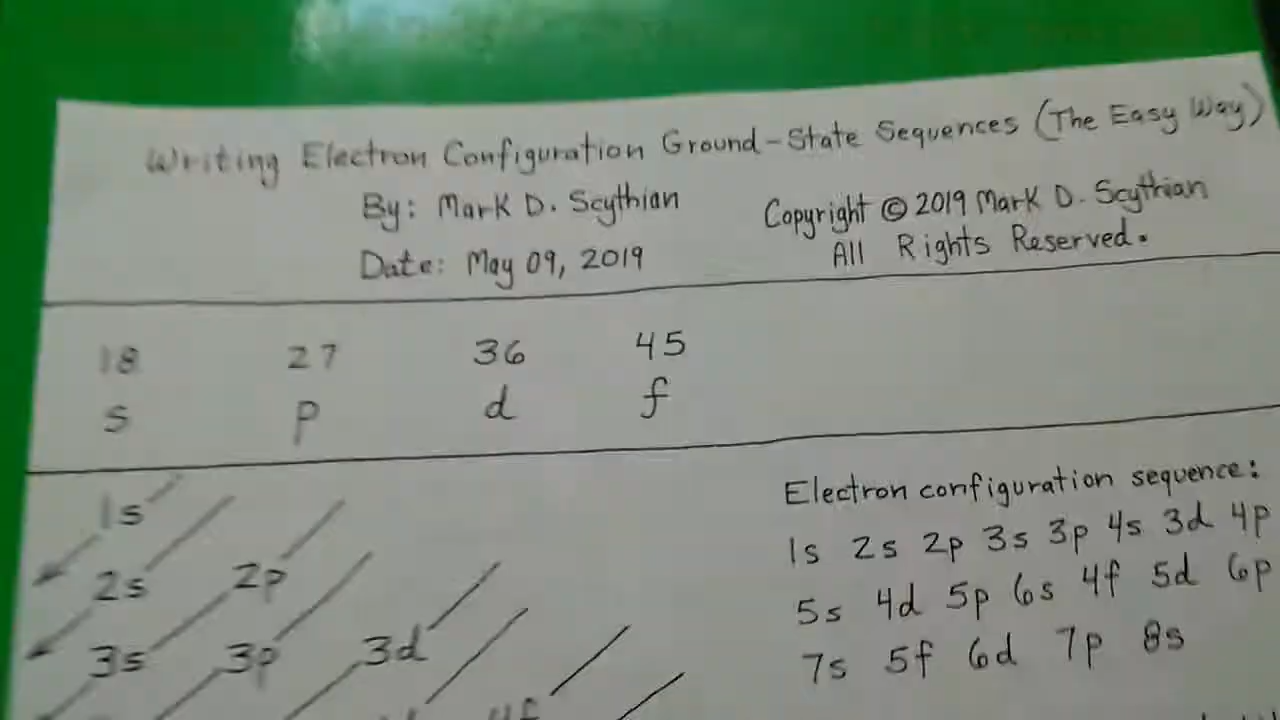 Writing Electron Configuration Ground-State Sequences (The Easy Way)
By: Mark D. Scythian
Date: May 09, 2019
Copyright © 2019 Mark D. Scythian
All Rights Reserved.
18 27 36 45
s p d f
1s
2s 2p
3s 3p 3d
4f
Electron configuration sequence:
1s 2s 2p 3s 3p 4s 3d 4p
5s 4d 5p 6s 4f 5d 6p
7s 5f 6d 7p 8s